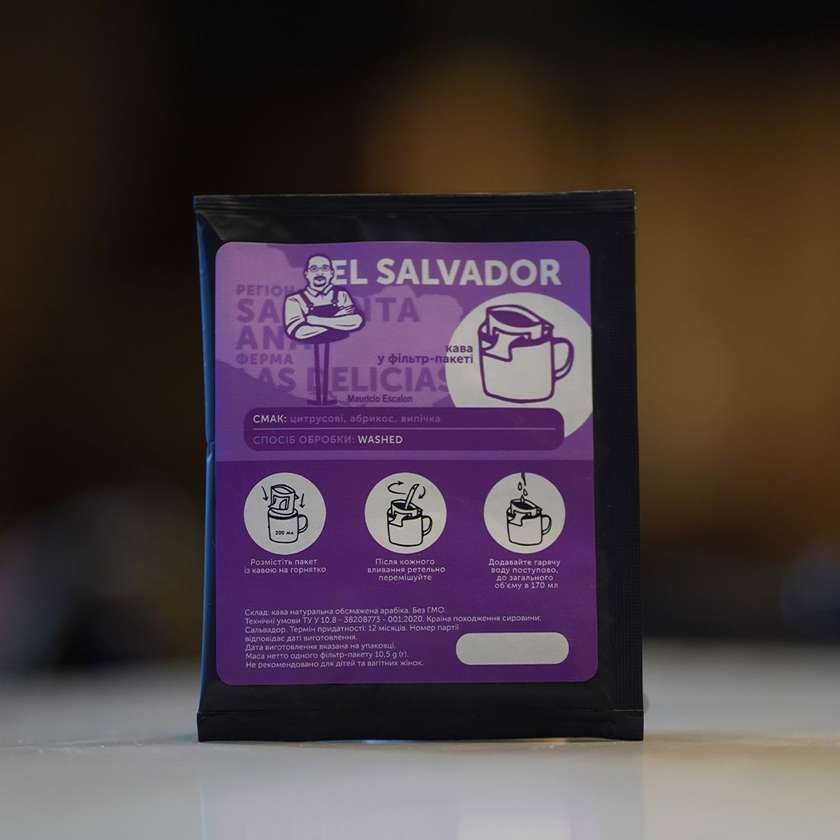 EL SALVADOR
РЕГІОН
SANTA
ANA
ФЕРМА
LAS DELICIAS
Mauricio Escalon
кава
у фільтр-пакеті
СМАК: цитрусові, абрикос, випічка
СПОСІБ ОБРОБКИ: WASHED
200 мл
Розмістіть пакет
із кавою на горнятко
Після кожного
вливання ретельно
перемішуйте
Додавайте гарячу
воду поступово,
до загального
об'єму в 170 мл
Склад: кава натуральна обсмажена арабіка. Без ГМО.
Технічні умови ТУ У 10.8 - 38208773 - 001:2020. Країна походження сировини:
Сальвадор. Термін придатності: 12 місяців. Номер партії
відповідає даті виготовлення.
Дата виготовлення вказана на упаковці.
Маса нетто одного фільтр-пакету 10,5 g (г).
Не рекомендовано для дітей та вагітних жінок.